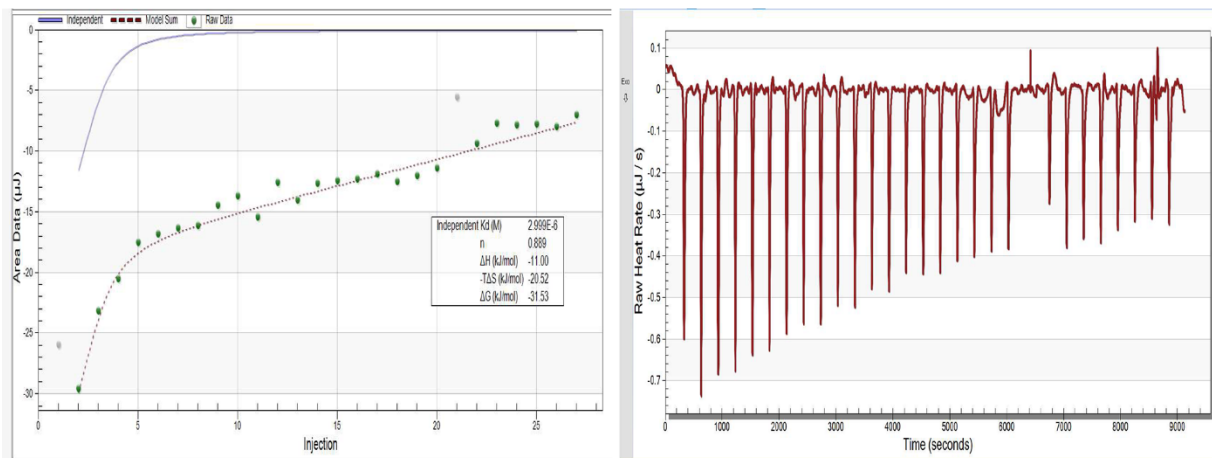 Independent Model Sum Raw Data
0
-5
-10
-15
-20
-25
-30
Area Data (µJ)
Independent Kd (M) 2.999E-6
n 0.889
ΔH (kJ/mol) -11.00
-TΔS (kJ/mol) -20.52
ΔG (kJ/mol) -31.53
0 5 10 15 20 25
Injection
Exo
0.1
0
-0.1
-0.2
-0.3
-0.4
-0.5
-0.6
-0.7
Raw Heat Rate (µJ / s)
0 1000 2000 3000 4000 5000 6000 7000 8000 9000
Time (seconds)